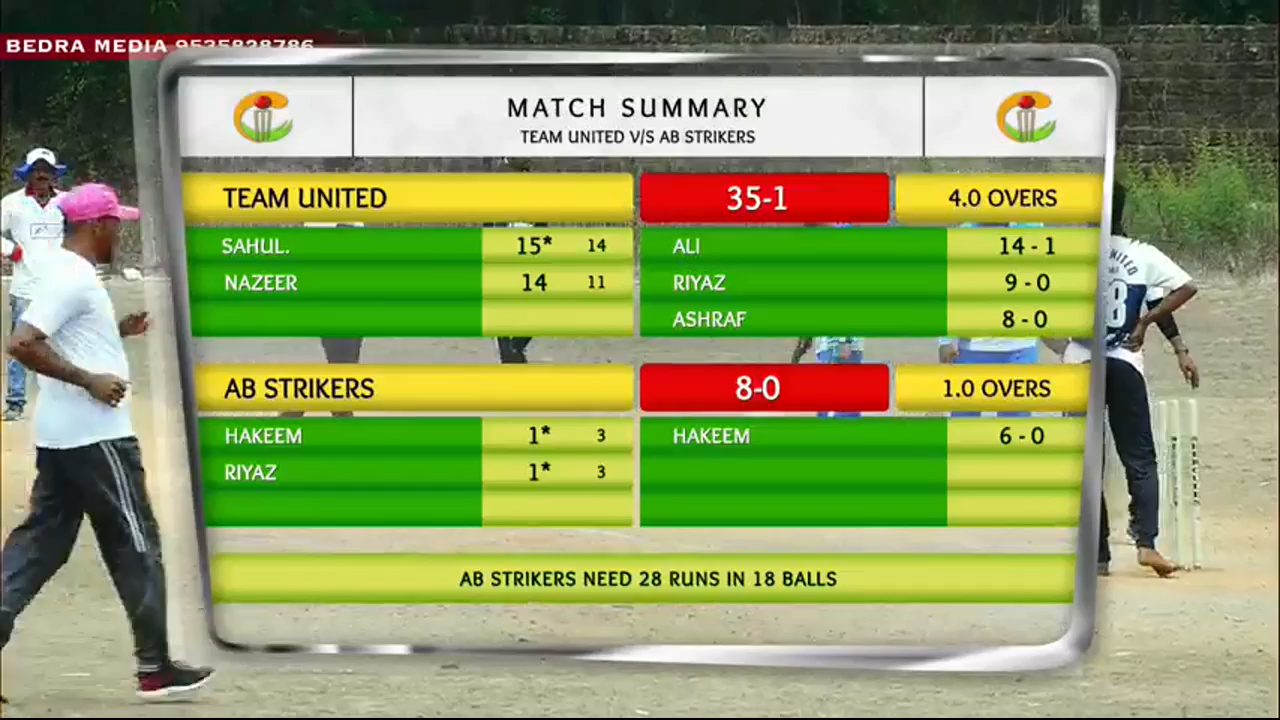 BEDRA MEDIA 9535828786
MATCH SUMMARY
TEAM UNITED V/S AB STRIKERS
TEAM UNITED 35-1 4.0 OVERS
SAHUL. 15* 14 ALI 14 - 1
NAZEER 14 11 RIYAZ 9 - 0
ASHRAF 8 - 0
AB STRIKERS 8-0 1.0 OVERS
HAKEEM 1* 3 HAKEEM 6 - 0
RIYAZ 1* 3
AB STRIKERS NEED 28 RUNS IN 18 BALLS
8